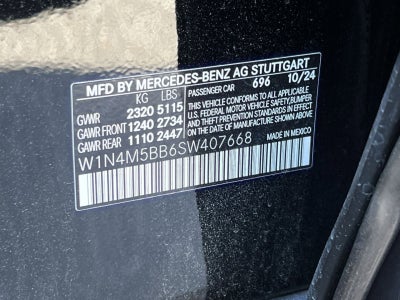 MFD BY MERCEDES-BENZ AG STUTTGART
KG LBS PASSENGER CAR 696 10/24
GVWR 2320 5115
GAWR FRONT 1240 2734
GAWR REAR 1110 2447
THIS VEHICLE CONFORMS TO ALL
APPLICABLE U.S. FEDERAL SAFETY,BUMPER,
AND THEFT PREVENTION STANDARDS
IN EFFECT ON THE DATE OF
MANUFACTURE SHOWN ABOVE
W1N4M5BB6SW407668 MADE IN MEXICO